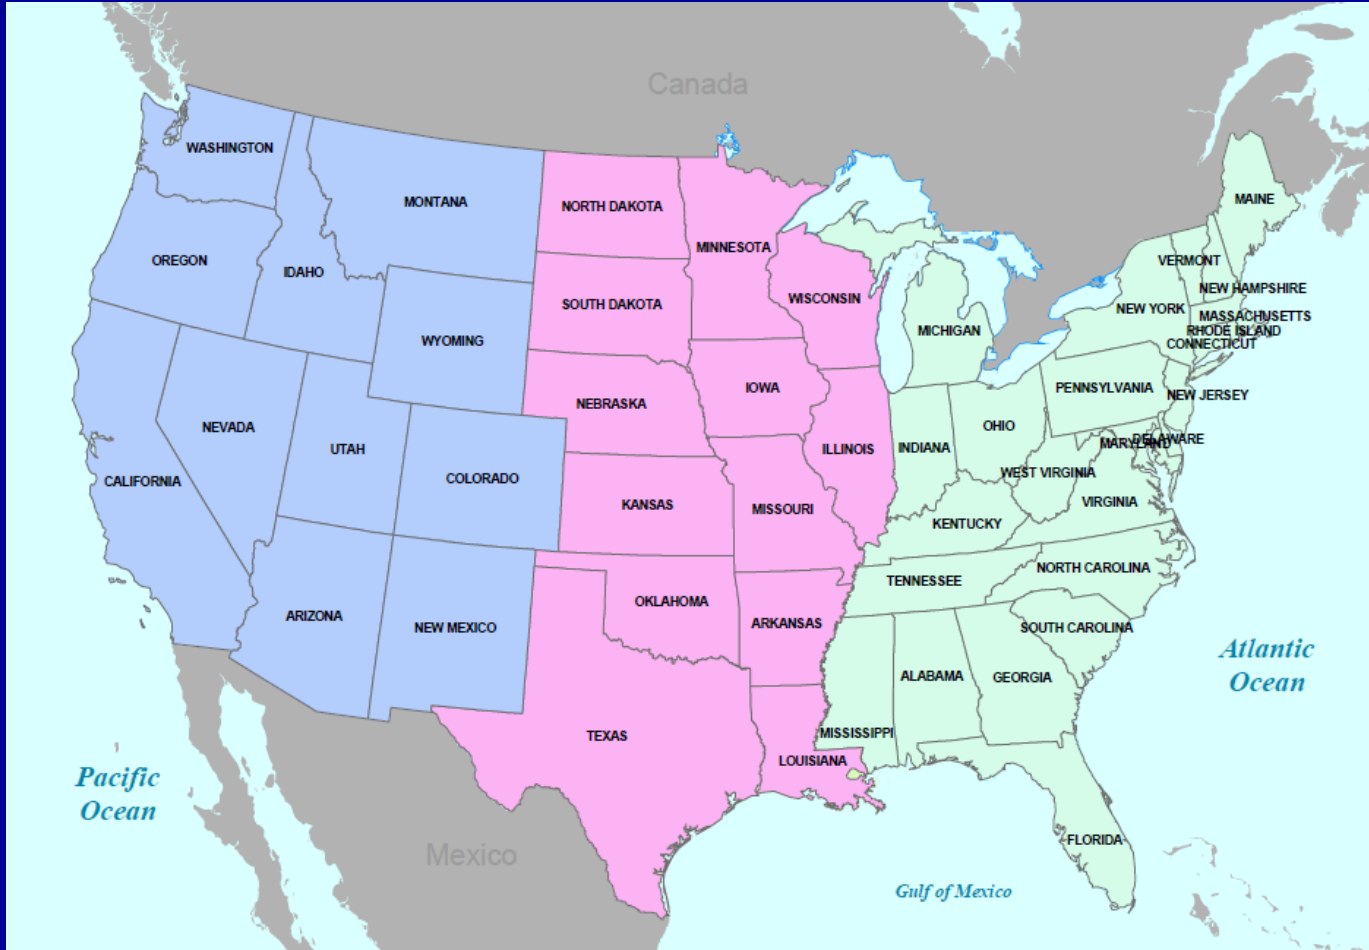 Canada
WASHINGTON
MONTANA
NORTH DAKOTA
MINNESOTA
MAINE
OREGON
IDAHO
VERMONT
NEW HAMPSHIRE
SOUTH DAKOTA
WISCONSIN
NEW YORK
MASSACHUSETTS
MICHIGAN
RHODE ISLAND
WYOMING
CONNECTICUT
IOWA
PENNSYLVANIA
NEW JERSEY
NEBRASKA
NEVADA
OHIO
UTAH
ILLINOIS
INDIANA
MARYLAND
DELAWARE
CALIFORNIA
COLORADO
WEST VIRGINIA
KANSAS
MISSOURI
VIRGINIA
KENTUCKY
NORTH CAROLINA
TENNESSEE
OKLAHOMA
ARIZONA
NEW MEXICO
ARKANSAS
SOUTH CAROLINA
Atlantic
Ocean
ALABAMA
GEORGIA
TEXAS
MISSISSIPPI
LOUISIANA
Pacific
Ocean
FLORIDA
Mexico
Gulf of Mexico